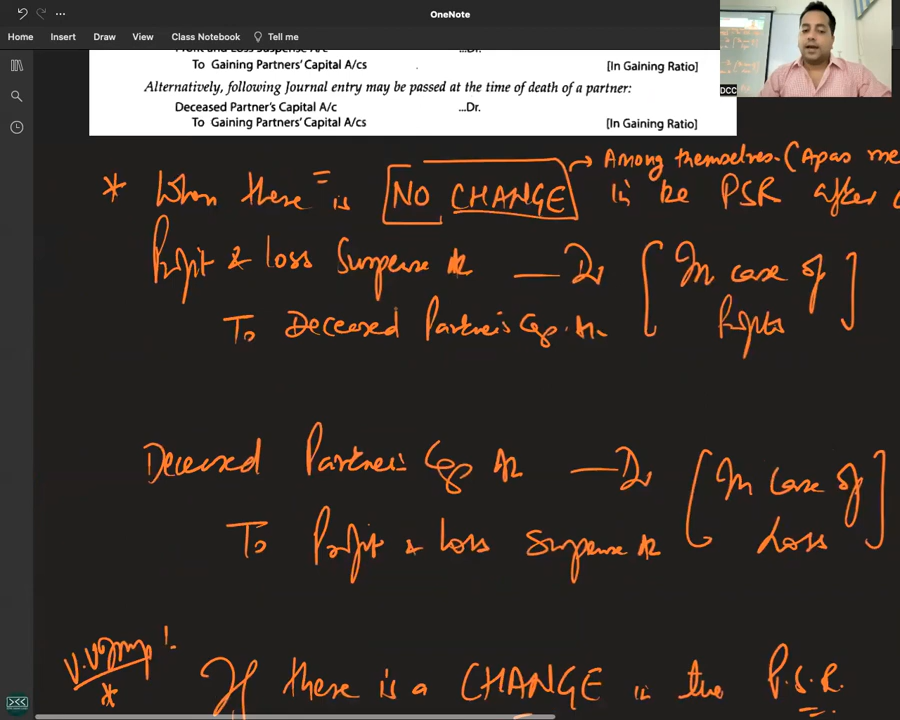 OneNote
Home Insert Draw View Class Notebook Tell me
To Gaining Partners' Capital A/cs [In Gaining Ratio]
Alternatively, following Journal entry may be passed at the time of death of a partner:
Deceased Partner's Capital A/c ...Dr.
To Gaining Partners' Capital A/cs [In Gaining Ratio]
DCC
→ Among themselves. (Apas me
* When there is NO CHANGE in the PSR after
Profit & Loss Suspense A/c — Dr [In case of
To Deceased Partner's Cap. A/c Profits]
Deceased Partner's Cap A/c — Dr [In case of
To Profit & Loss Suspense A/c Loss]
V.V.Imp!
* If there is a CHANGE in the P.S.R.